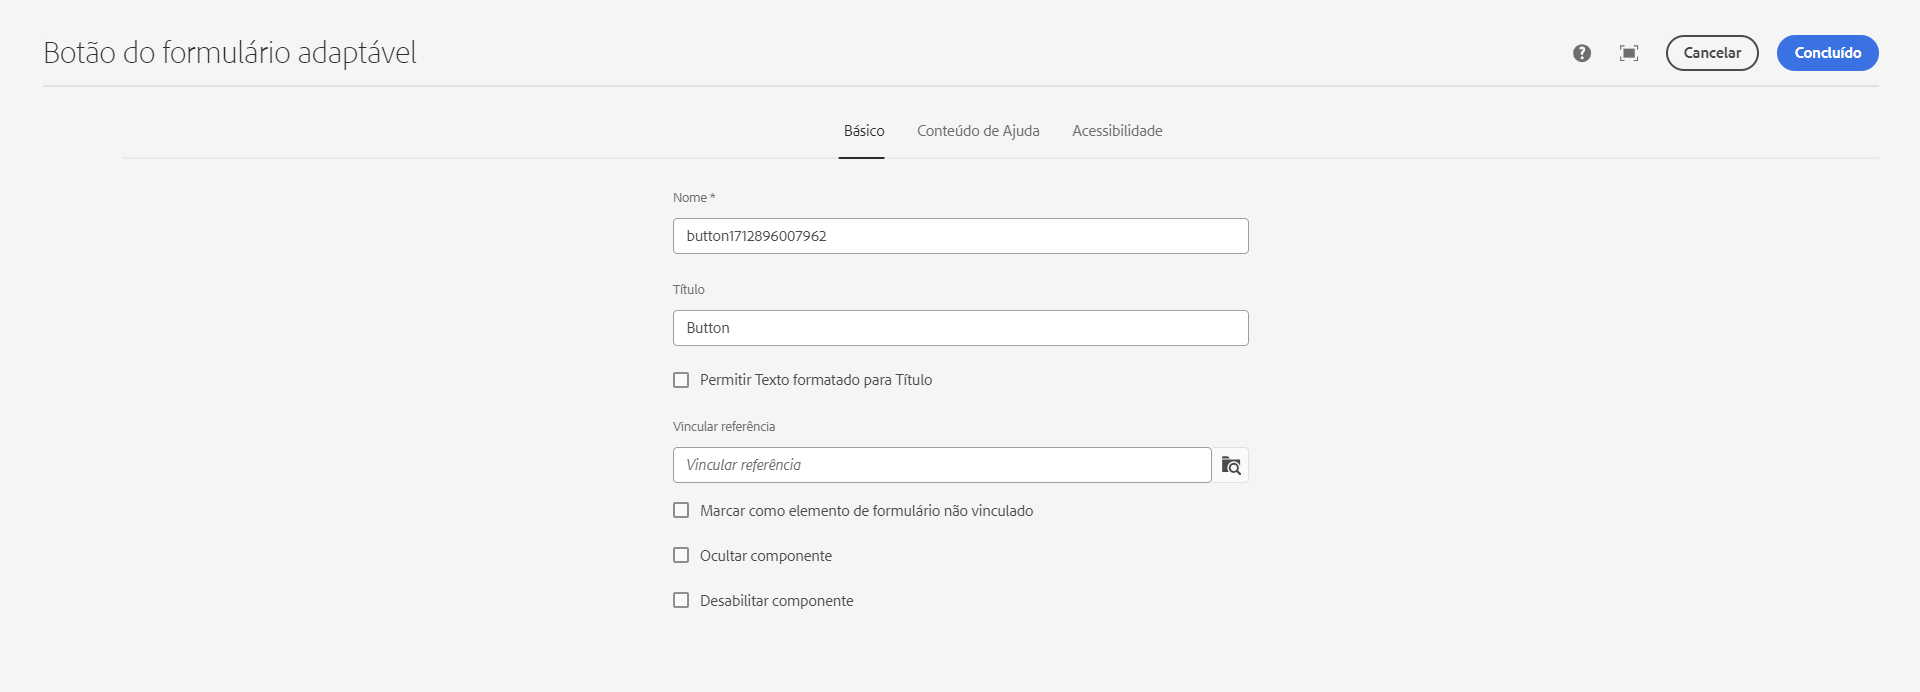 Botão do formulário adaptável
Cancelar
Concluído
Básico
Conteúdo de Ajuda
Acessibilidade
Nome *
button1712896007962
Título
Button
Permitir Texto formatado para Título
Vincular referência
Vincular referência
Marcar como elemento de formulário não vinculado
Ocultar componente
Desabilitar componente